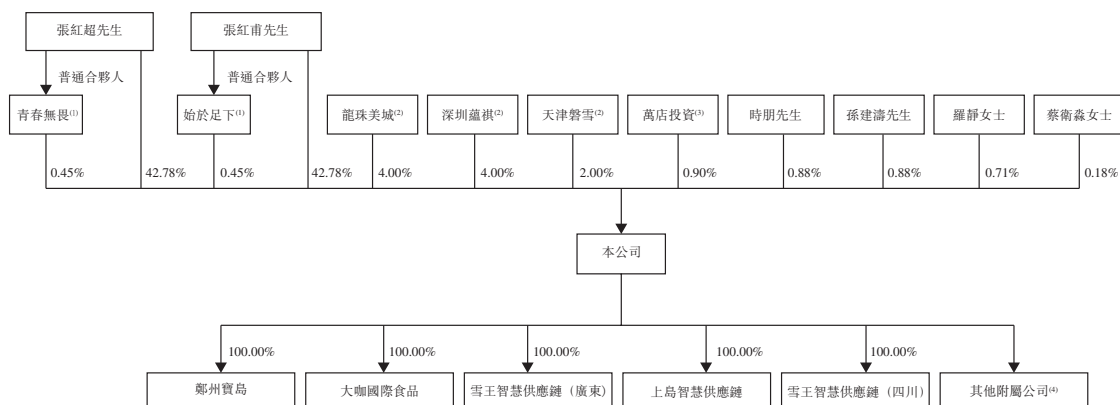 張紅超先生 張紅甫先生
普通合夥人 普通合夥人
青春無畏(1) 始於足下(1) 龍珠美城(2) 深圳蘊祺(2) 天津磐雪(2) 萬店投資(3) 時朋先生 孫建濤先生 羅靜女士 蔡衛淼女士
0.45% 42.78% 0.45% 42.78% 4.00% 4.00% 2.00% 0.90% 0.88% 0.88% 0.71% 0.18%
本公司
100.00% 100.00% 100.00% 100.00% 100.00%
鄭州寶島 大咖國際食品 雪王智慧供應鏈（廣東） 上島智慧供應鏈 雪王智慧供應鏈（四川） 其他附屬公司(4)